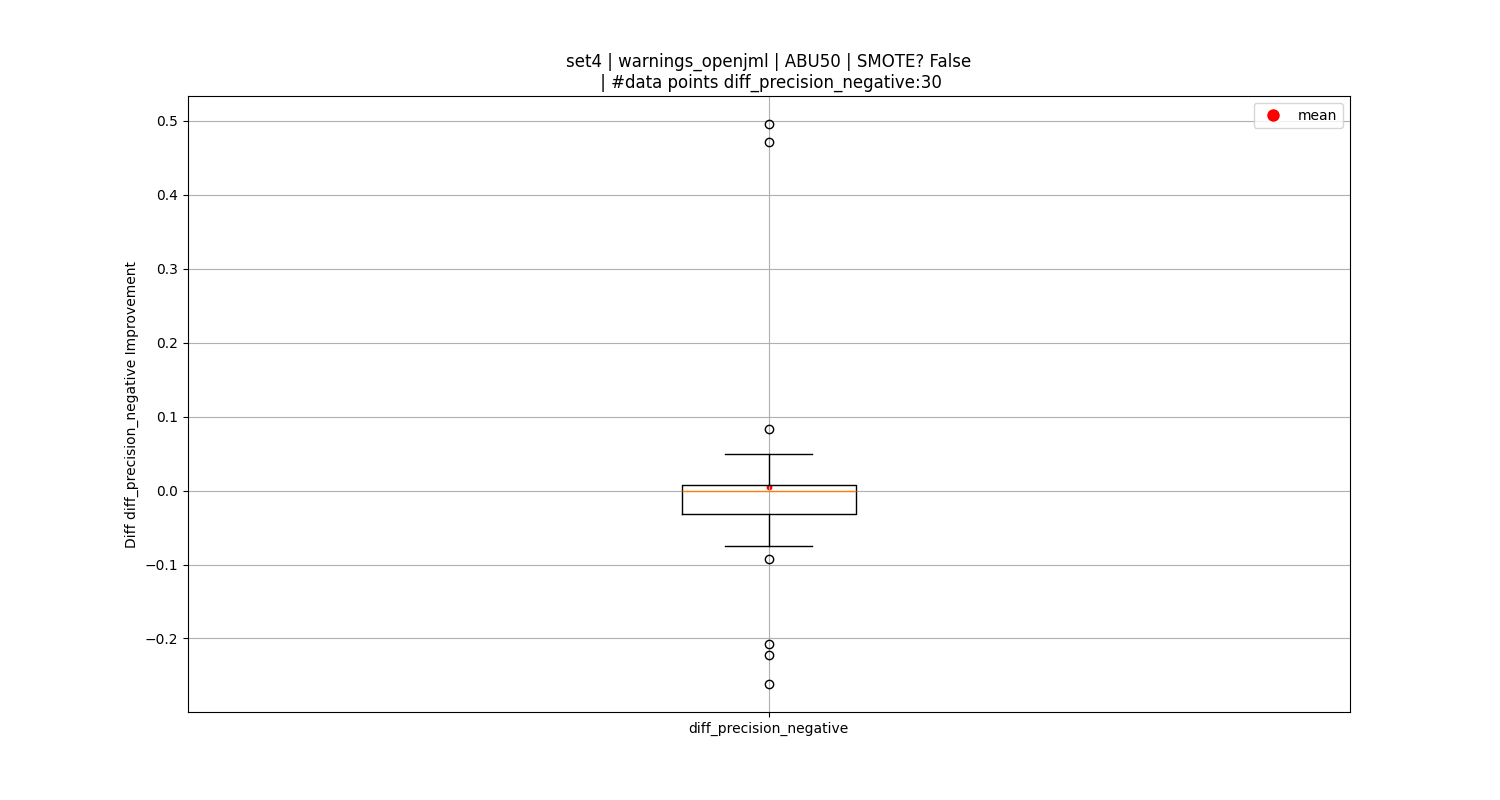 set4 | warnings_openjml | ABU50 | SMOTE? False
| #data points diff_precision_negative:30
mean
0.5
0.4
0.3
0.2
0.1
0.0
−0.1
−0.2
Diff diff_precision_negative Improvement
diff_precision_negative